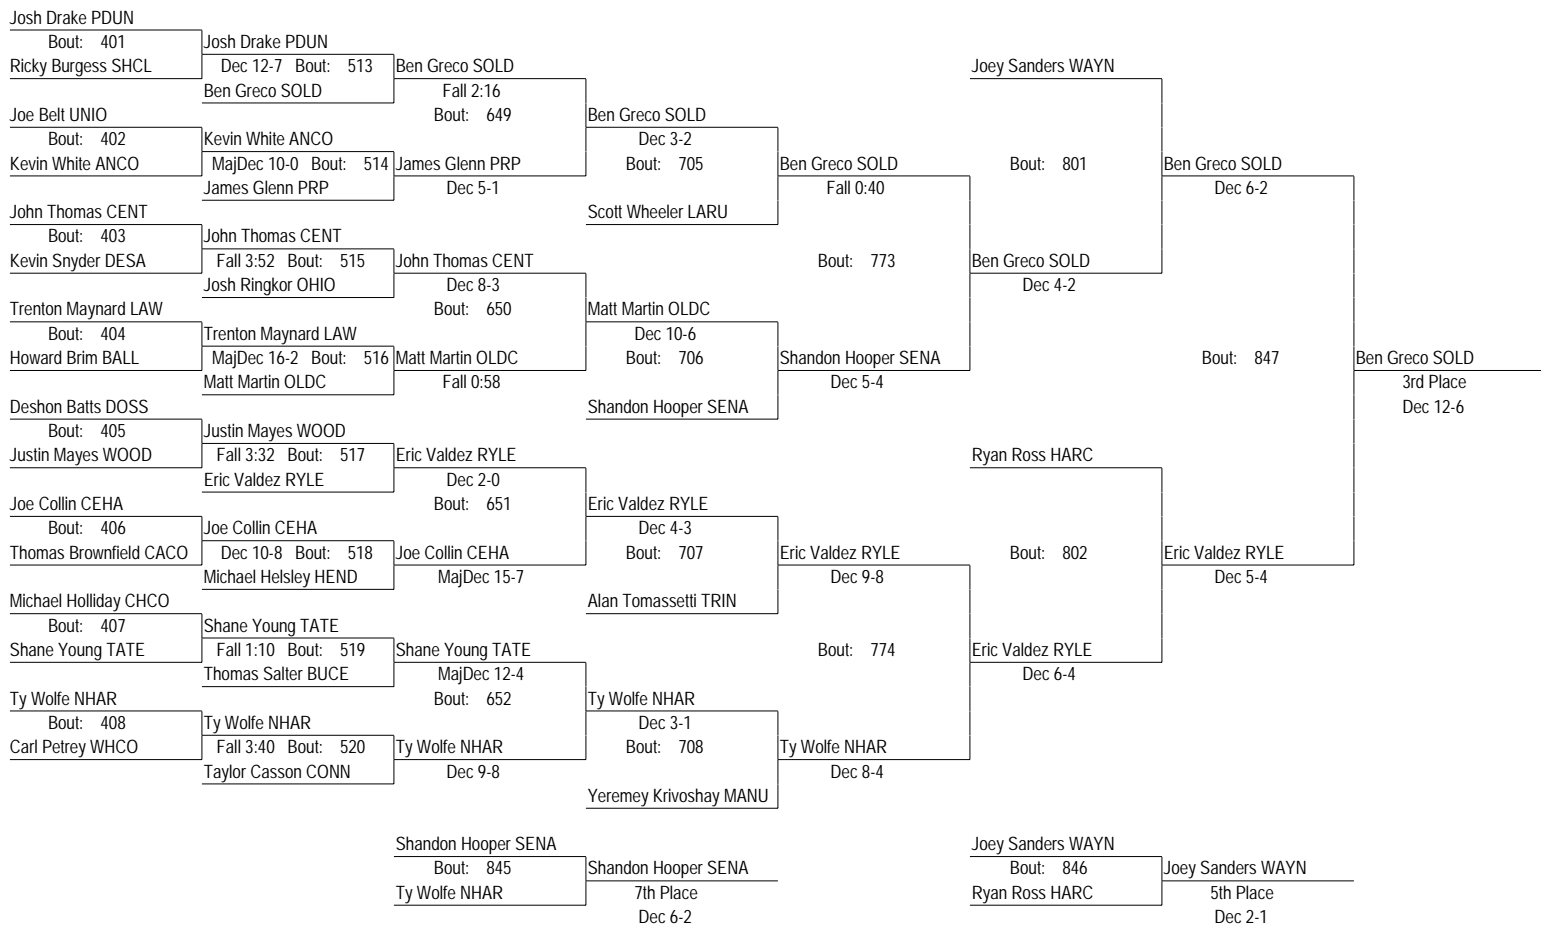 Josh Drake PDUN
Bout: 401 Josh Drake PDUN
Ricky Burgess SHCL Dec 12-7 Bout: 513 Ben Greco SOLD Joey Sanders WAYN
Ben Greco SOLD Fall 2:16
Joe Belt UNIO Bout: 649 Ben Greco SOLD
Bout: 402 Kevin White ANCO Dec 3-2
Kevin White ANCO MajDec 10-0 Bout: 514 James Glenn PRP Bout: 705 Ben Greco SOLD Bout: 801 Ben Greco SOLD
James Glenn PRP Dec 5-1 Fall 0:40 Dec 6-2
John Thomas CENT Scott Wheeler LARU
Bout: 403 John Thomas CENT
Kevin Snyder DESA Fall 3:52 Bout: 515 John Thomas CENT Bout: 773 Ben Greco SOLD
Josh Ringkor OHIO Dec 8-3 Dec 4-2
Trenton Maynard LAW Bout: 650 Matt Martin OLDC
Bout: 404 Trenton Maynard LAW Dec 10-6
Howard Brim BALL MajDec 16-2 Bout: 516 Matt Martin OLDC Bout: 706 Shandon Hooper SENA Bout: 847 Ben Greco SOLD
Matt Martin OLDC Fall 0:58 Dec 5-4 3rd Place
Deshon Batts DOSS Shandon Hooper SENA Dec 12-6
Bout: 405 Justin Mayes WOOD
Justin Mayes WOOD Fall 3:32 Bout: 517 Eric Valdez RYLE Ryan Ross HARC
Eric Valdez RYLE Dec 2-0
Joe Collin CEHA Bout: 651 Eric Valdez RYLE
Bout: 406 Joe Collin CEHA Dec 4-3
Thomas Brownfield CACO Dec 10-8 Bout: 518 Joe Collin CEHA Bout: 707 Eric Valdez RYLE Bout: 802 Eric Valdez RYLE
Michael Helsley HEND MajDec 15-7 Dec 9-8 Dec 5-4
Michael Holliday CHCO Alan Tomassetti TRIN
Bout: 407 Shane Young TATE
Shane Young TATE Fall 1:10 Bout: 519 Shane Young TATE Bout: 774 Eric Valdez RYLE
Thomas Salter BUCE MajDec 12-4 Dec 6-4
Ty Wolfe NHAR Bout: 652 Ty Wolfe NHAR
Bout: 408 Ty Wolfe NHAR Dec 3-1
Carl Petrey WHCO Fall 3:40 Bout: 520 Ty Wolfe NHAR Bout: 708 Ty Wolfe NHAR
Taylor Casson CONN Dec 9-8 Dec 8-4
Yeremey Krivoshay MANU
Shandon Hooper SENA Joey Sanders WAYN
Bout: 845 Shandon Hooper SENA Bout: 846 Joey Sanders WAYN
Ty Wolfe NHAR 7th Place Ryan Ross HARC 5th Place
Dec 6-2 Dec 2-1